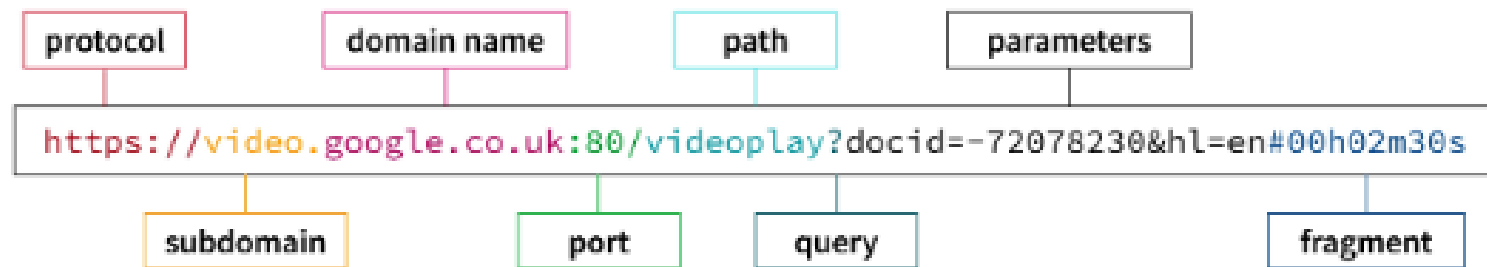 protocol domain name path parameters
https://video.google.co.uk:80/videoplay?docid=-72078230&hl=en#00h02m30s
subdomain port query fragment